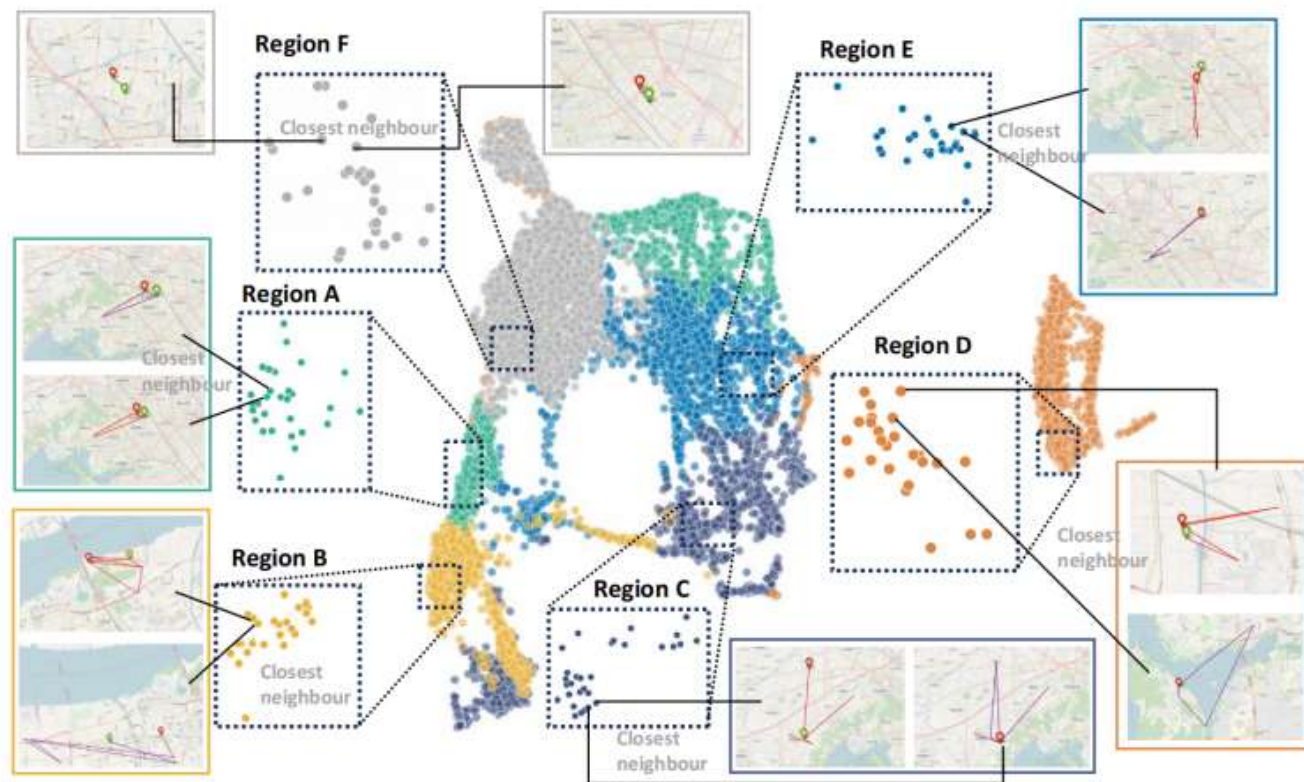 Region F
Region E
Closest neighbour
Closest
neighbour
Region A
Closest
neighbour
Region D
Region B
Closest
neighbour
Region C
Closest
neighbour
Closest
neighbour